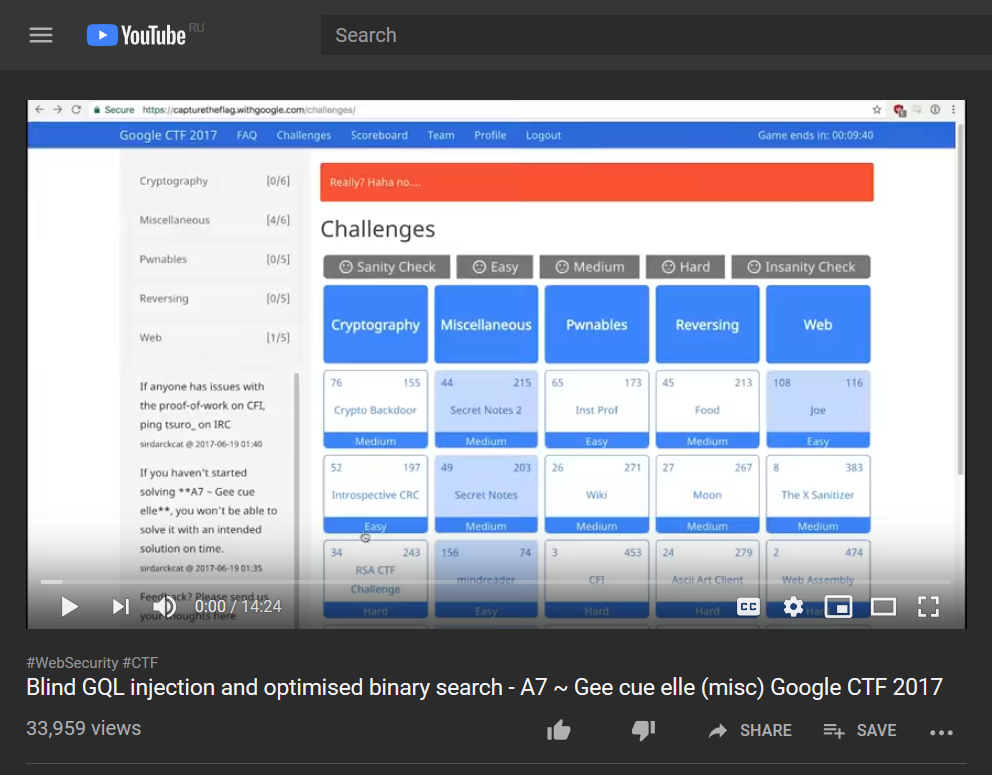 YouTube RU
Search
Secure https://capturetheflag.withgoogle.com/challenges/
Google CTF 2017 FAQ Challenges Scoreboard Team Profile Logout Game ends in: 00:09:40
Cryptography [0/6]
Miscellaneous [4/6]
Pwnables [0/5]
Reversing [0/5]
Web [1/5]
If anyone has issues with
the proof-of-work on CFI,
ping tsuro_ on IRC
sirdarckcat @ 2017-06-19 01:40
If you haven't started
solving **A7 ~ Gee cue
elle**, you won't be able to
solve it with an intended
solution on time.
sirdarckcat @ 2017-06-19 01:35
Feedback? Please send us
your thoughts here
Really? Haha no....
Challenges
Sanity Check Easy Medium Hard Insanity Check
Cryptography Miscellaneous Pwnables Reversing Web
76 155 44 215 65 173 45 213 108 116
Crypto Backdoor Secret Notes 2 Inst Prof Food Joe
Medium Medium Easy Medium Easy
52 197 49 203 26 271 27 267 8 383
Introspective CRC Secret Notes Wiki Moon The X Sanitizer
Easy Medium Medium Medium Medium
34 243 156 74 3 453 24 279 2 474
RSA CTF
Challenge mindreader CFI Ascii Art Client Web Assembly
Hard Easy Hard Hard Hard
0:00 / 14:24
CC
#WebSecurity #CTF
Blind GQL injection and optimised binary search - A7 ~ Gee cue elle (misc) Google CTF 2017
33,959 views
SHARE SAVE